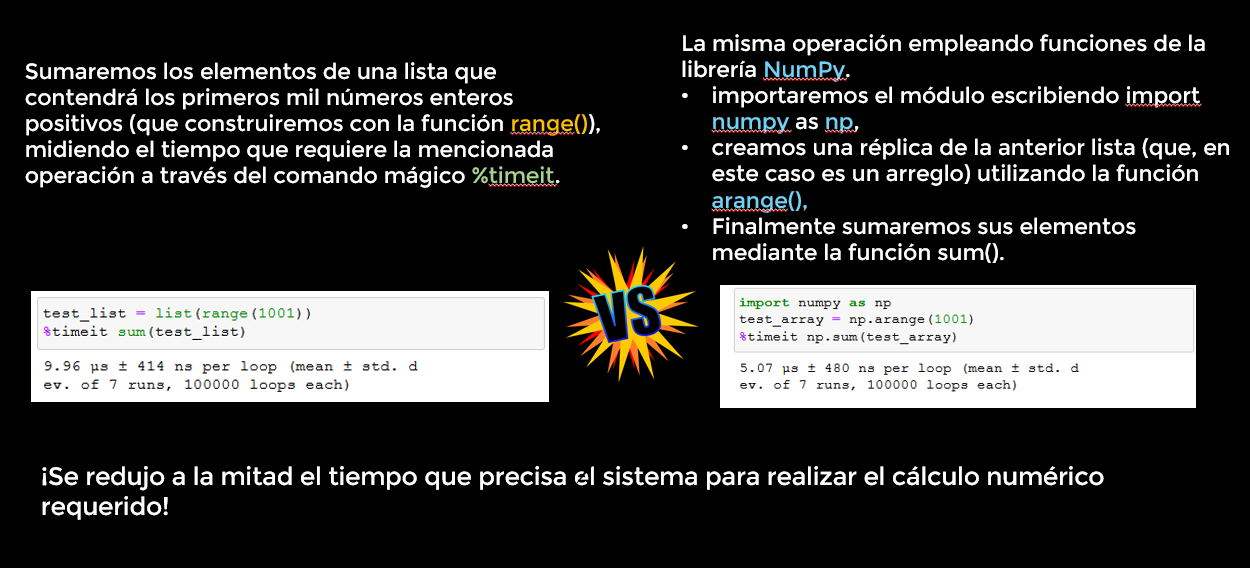 Sumaremos los elementos de una lista que
contendrá los primeros mil números enteros
positivos (que construiremos con la función range()),
midiendo el tiempo que requiere la mencionada
operación a través del comando mágico %timeit.
La misma operación empleando funciones de la
librería NumPy.
• importaremos el módulo escribiendo import
numpy as np,
• creamos una réplica de la anterior lista (que, en
este caso es un arreglo) utilizando la función
arange(),
• Finalmente sumaremos sus elementos
mediante la función sum().
test_list = list(range(1001))
%timeit sum(test_list)
9.96 µs ± 414 ns per loop (mean ± std. d
ev. of 7 runs, 100000 loops each)
VS
import numpy as np
test_array = np.arange(1001)
%timeit np.sum(test_array)
5.07 µs ± 480 ns per loop (mean ± std. d
ev. of 7 runs, 100000 loops each)
¡Se redujo a la mitad el tiempo que precisa el sistema para realizar el cálculo numérico
requerido!